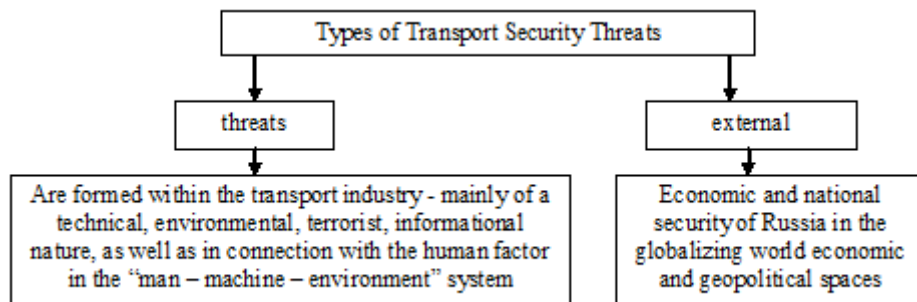 Types of Transport Security Threats
threats
external
Are formed within the transport industry - mainly of a
technical, environmental, terrorist, informational
nature, as well as in connection with the human factor
in the “man – machine – environment” system
Economic and national
security of Russia in the
globalizing world economic
and geopolitical spaces